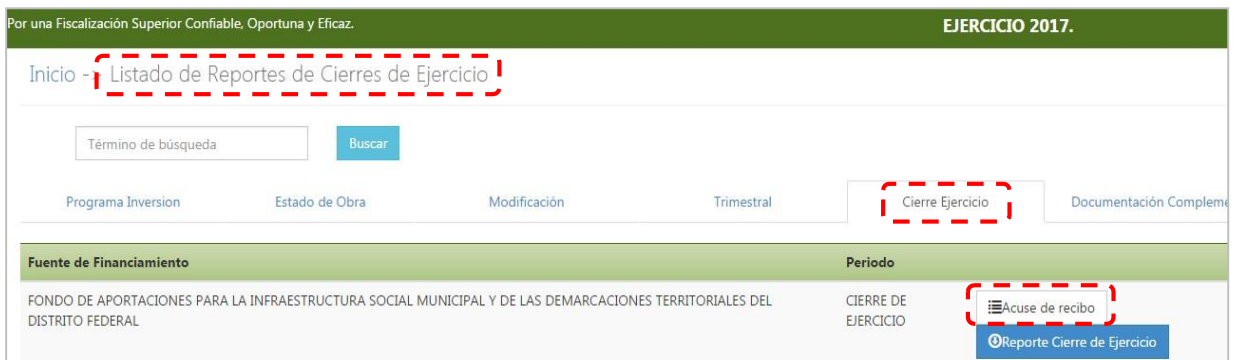 Por una Fiscalización Superior Confiable, Oportuna y Eficaz.
EJERCICIO 2017.
Inicio -> Listado de Reportes de Cierres de Ejercicio
Término de búsqueda
Buscar
Programa Inversion
Estado de Obra
Modificación
Trimestral
Cierre Ejercicio
Documentación Compleme
Fuente de Financiamiento
Periodo
FONDO DE APORTACIONES PARA LA INFRAESTRUCTURA SOCIAL MUNICIPAL Y DE LAS DEMARCACIONES TERRITORIALES DEL
DISTRITO FEDERAL
CIERRE DE
EJERCICIO
Acuse de recibo
Reporte Cierre de Ejercicio